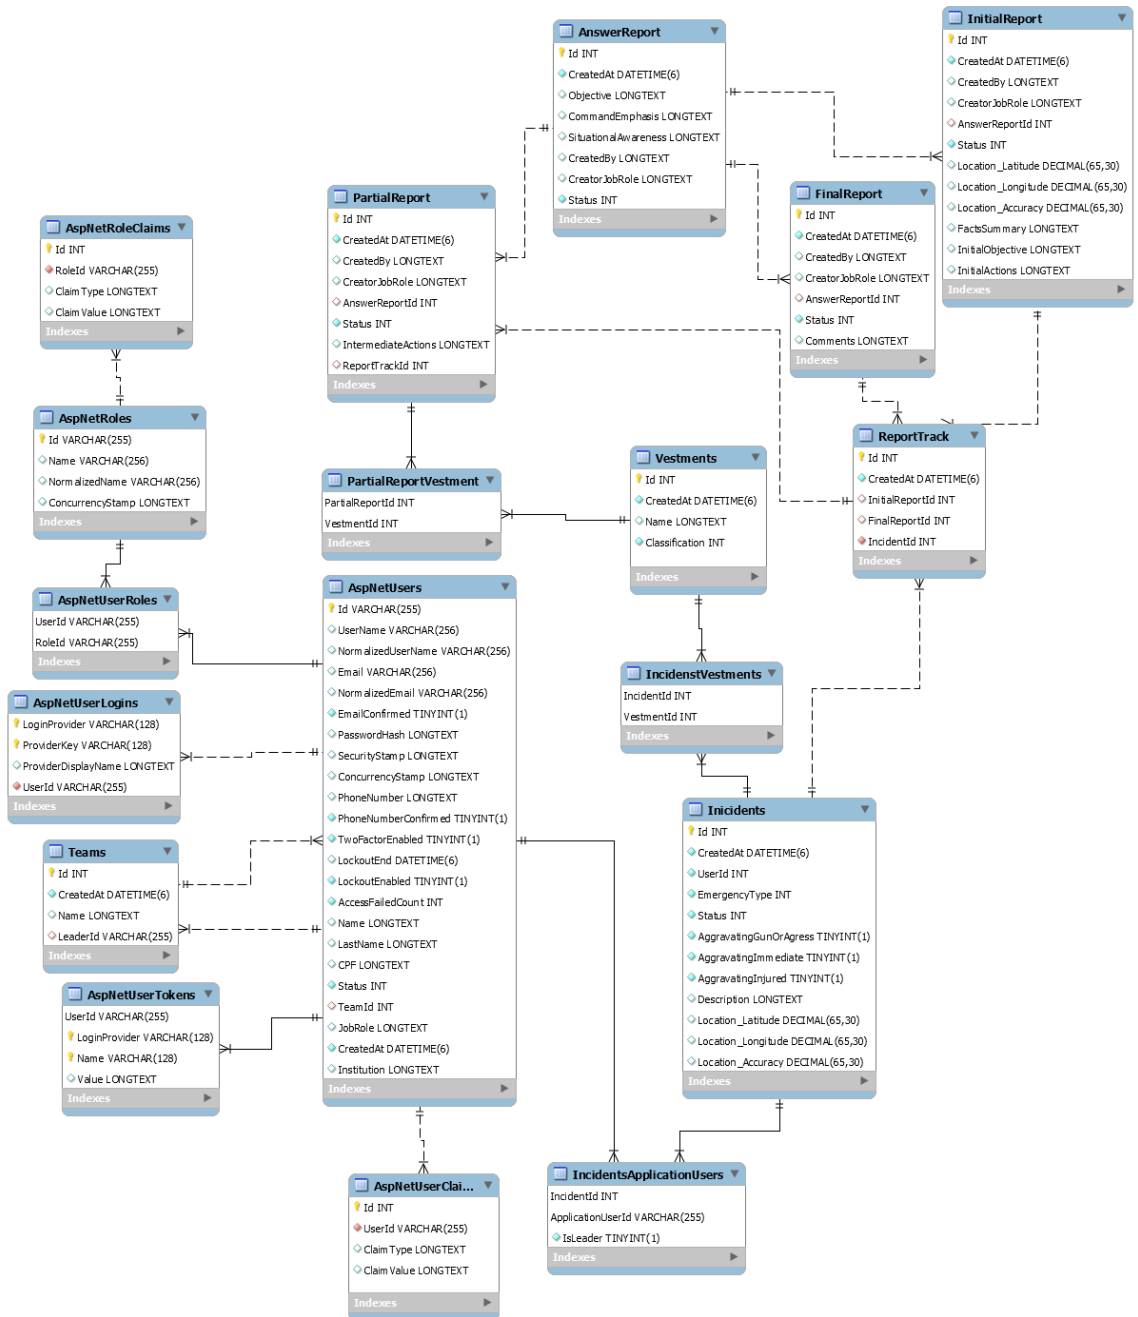 AnswerReport
Id INT
CreatedAt DATETIME(6)
Objective LONGTEXT
CommandEmphasis LONGTEXT
SituationalAwareness LONGTEXT
CreatedBy LONGTEXT
CreatorJobRole LONGTEXT
Status INT
Indexes
InitialReport
Id INT
CreatedAt DATETIME(6)
CreatedBy LONGTEXT
CreatorJobRole LONGTEXT
AnswerReportId INT
Status INT
Location_Latitude DECIMAL(65,30)
Location_Longitude DECIMAL(65,30)
Location_Accuracy DECIMAL(65,30)
FactsSummary LONGTEXT
InitialObjective LONGTEXT
InitialActions LONGTEXT
Indexes
PartialReport
Id INT
CreatedAt DATETIME(6)
CreatedBy LONGTEXT
CreatorJobRole LONGTEXT
AnswerReportId INT
Status INT
IntermediateActions LONGTEXT
ReportTrackId INT
Indexes
FinalReport
Id INT
CreatedAt DATETIME(6)
CreatedBy LONGTEXT
CreatorJobRole LONGTEXT
AnswerReportId INT
Status INT
Comments LONGTEXT
Indexes
AspNetRoleClaims
Id INT
RoleId VARCHAR(255)
ClaimType LONGTEXT
ClaimValue LONGTEXT
Indexes
AspNetRoles
Id VARCHAR(255)
Name VARCHAR(256)
NormalizedName VARCHAR(256)
ConcurrencyStamp LONGTEXT
Indexes
PartialReportVestment
PartialReportId INT
VestmentId INT
Indexes
Vestments
Id INT
CreatedAt DATETIME(6)
Name LONGTEXT
Classification INT
Indexes
ReportTrack
Id INT
CreatedAt DATETIME(6)
InitialReportId INT
FinalReportId INT
IncidentId INT
Indexes
AspNetUserRoles
UserId VARCHAR(255)
RoleId VARCHAR(255)
Indexes
AspNetUsers
Id VARCHAR(255)
UserName VARCHAR(256)
NormalizedUserName VARCHAR(256)
Email VARCHAR(256)
NormalizedEmail VARCHAR(256)
EmailConfirmed TINYINT(1)
PasswordHash LONGTEXT
SecurityStamp LONGTEXT
ConcurrencyStamp LONGTEXT
PhoneNumber LONGTEXT
PhoneNumberConfirmed TINYINT(1)
TwoFactorEnabled TINYINT(1)
LockoutEnd DATETIME(6)
LockoutEnabled TINYINT(1)
AccessFailedCount INT
Name LONGTEXT
LastName LONGTEXT
CPF LONGTEXT
Status INT
TeamId INT
JobRole LONGTEXT
CreatedAt DATETIME(6)
Institution LONGTEXT
Indexes
IncidenstVestments
IncidentId INT
VestmentId INT
Indexes
AspNetUserLogins
LoginProvider VARCHAR(128)
ProviderKey VARCHAR(128)
ProviderDisplayName LONGTEXT
UserId VARCHAR(255)
Indexes
Teams
Id INT
CreatedAt DATETIME(6)
Name LONGTEXT
LeaderId VARCHAR(255)
Indexes
Inicidents
Id INT
CreatedAt DATETIME(6)
UserId INT
EmergencyType INT
Status INT
AggravatingGunOrAgress TINYINT(1)
AggravatingImmediate TINYINT(1)
AggravatingInjured TINYINT(1)
Description LONGTEXT
Location_Latitude DECIMAL(65,30)
Location_Longitude DECIMAL(65,30)
Location_Accuracy DECIMAL(65,30)
Indexes
AspNetUserTokens
UserId VARCHAR(255)
LoginProvider VARCHAR(128)
Name VARCHAR(128)
Value LONGTEXT
Indexes
AspNetUserClai...
Id INT
UserId VARCHAR(255)
ClaimType LONGTEXT
ClaimValue LONGTEXT
Indexes
IncidentsApplicationUsers
IncidentId INT
ApplicationUserId VARCHAR(255)
IsLeader TINYINT(1)
Indexes